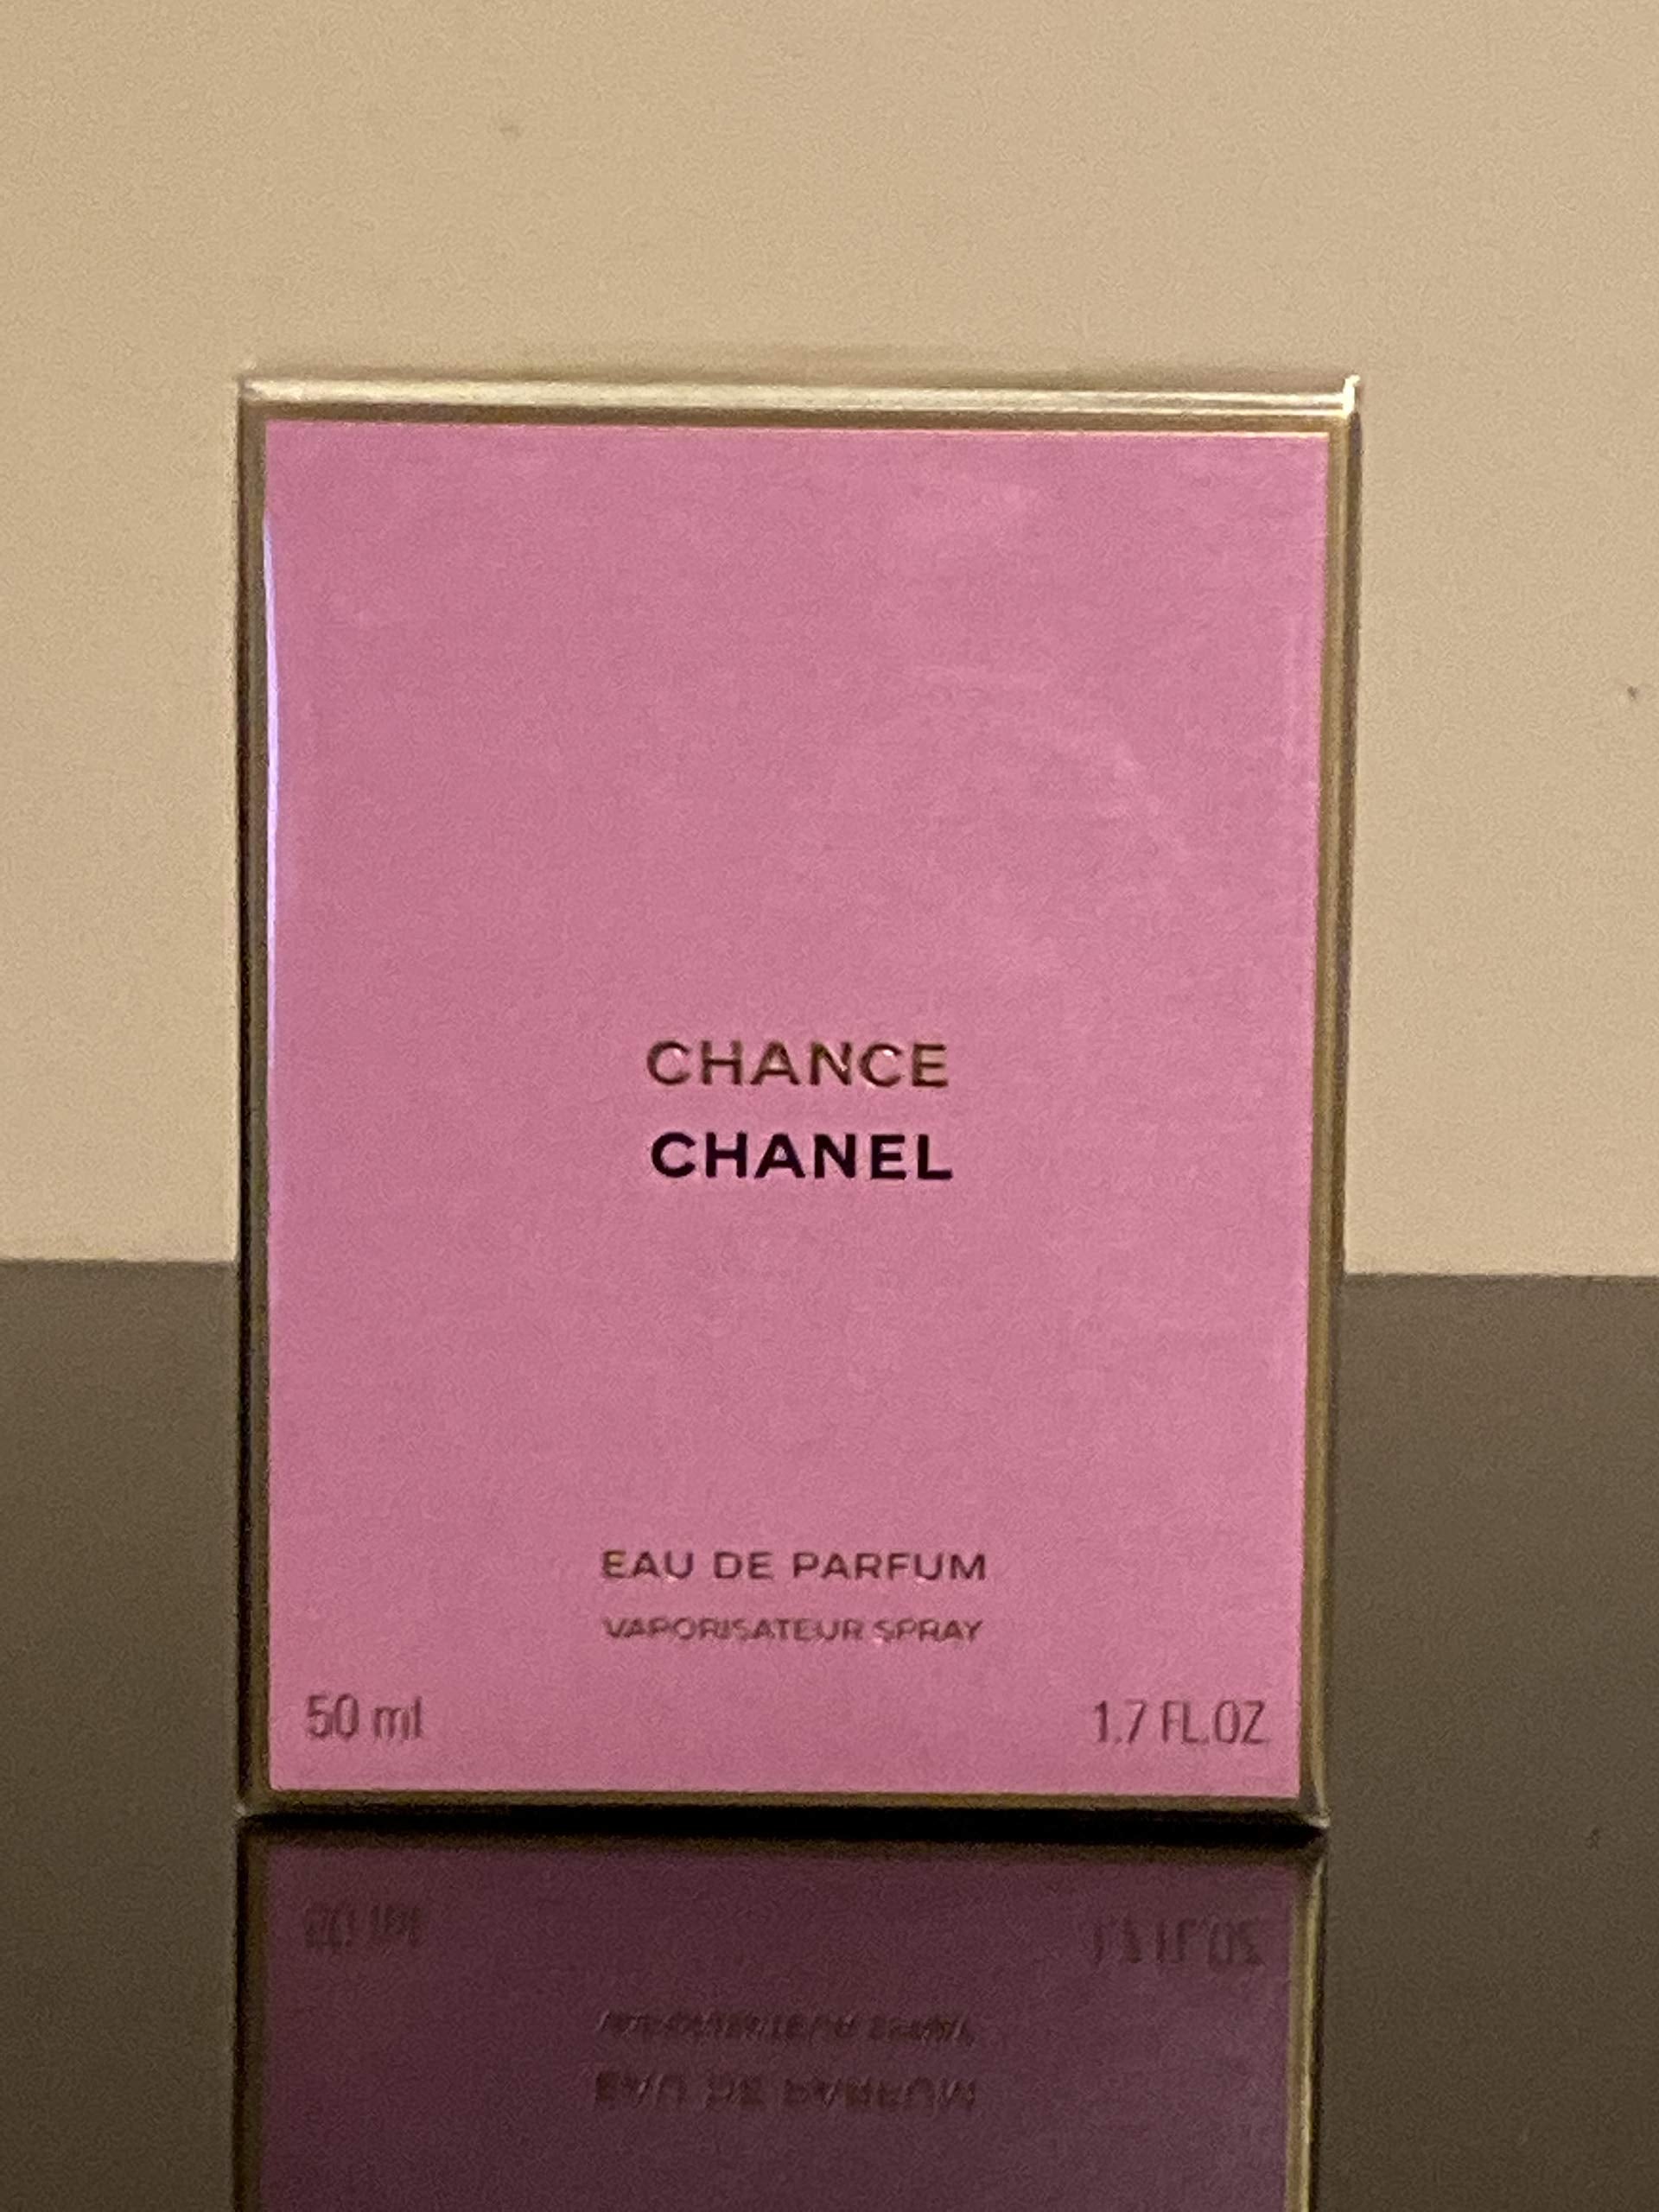 CHANCE
CHANEL
EAU DE PARFUM
VAPORISATEUR SPRAY
50 ml
1.7 FL.OZ